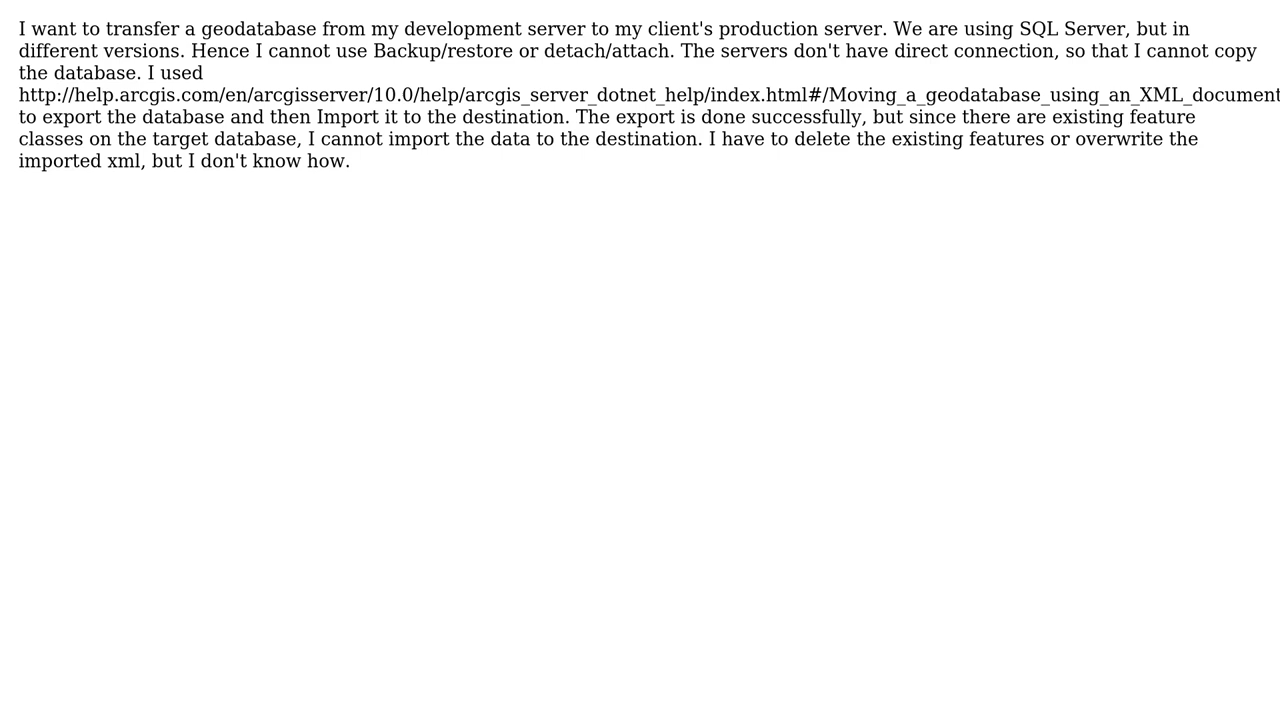 I want to transfer a geodatabase from my development server to my client's production server. We are using SQL Server, but in
different versions. Hence I cannot use Backup/restore or detach/attach. The servers don't have direct connection, so that I cannot copy
the database. I used
http://help.arcgis.com/en/arcgisserver/10.0/help/arcgis_server_dotnet_help/index.html#/Moving_a_geodatabase_using_an_XML_document
to export the database and then Import it to the destination. The export is done successfully, but since there are existing feature
classes on the target database, I cannot import the data to the destination. I have to delete the existing features or overwrite the
imported xml, but I don't know how.